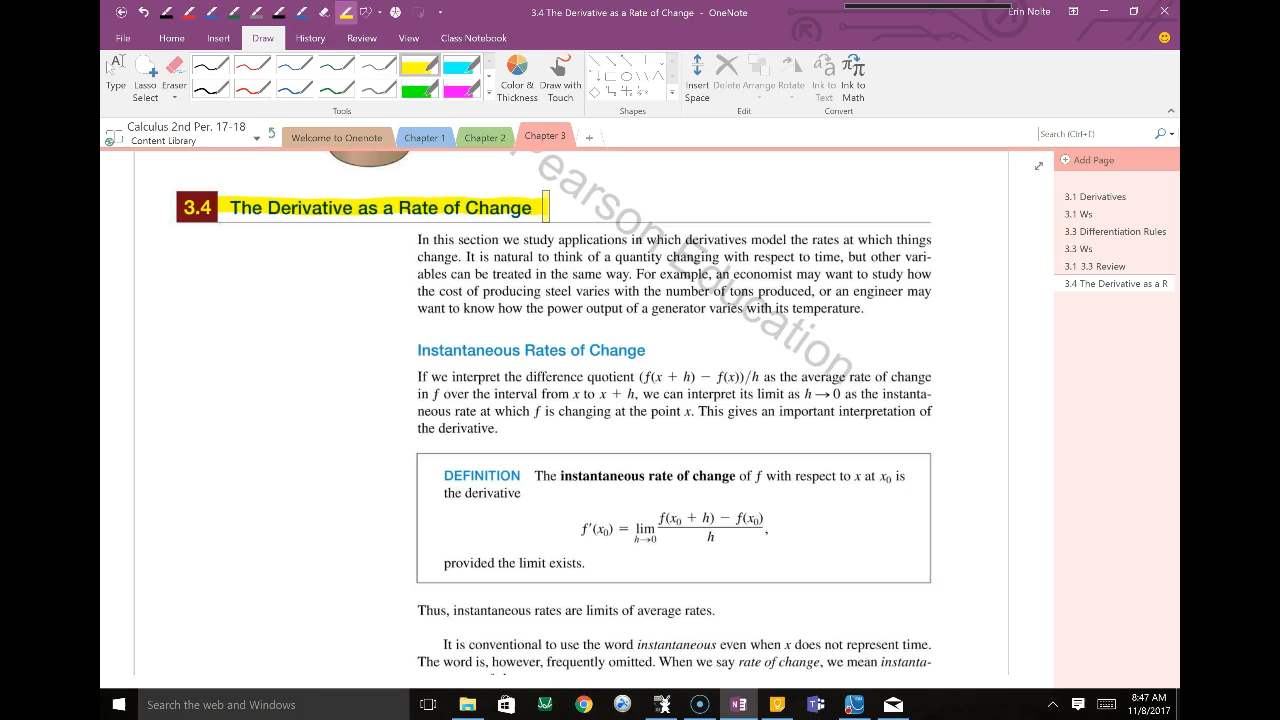 3.4 The Derivative as a Rate of Change - OneNote
Erin Nolte
File Home Insert Draw History Review View Class Notebook
Type
Lasso Select
Eraser
Color & Thickness
Draw with Touch
Insert Space
Delete
Arrange
Rotate
Ink to Text
Ink to Math
Tools
Shapes
Edit
Convert
Calculus 2nd Per. 17-18
Content Library
Welcome to Onenote
Chapter 1
Chapter 2
Chapter 3
Search (Ctrl+E)
Add Page
3.1 Derivatives
3.1 Ws
3.3 Differentiation Rules
3.3 Ws
3.1 3.3 Review
3.4 The Derivative as a R
earson Education
3.4 The Derivative as a Rate of Change
In this section we study applications in which derivatives model the rates at which things
change. It is natural to think of a quantity changing with respect to time, but other vari-
ables can be treated in the same way. For example, an economist may want to study how
the cost of producing steel varies with the number of tons produced, or an engineer may
want to know how the power output of a generator varies with its temperature.
Instantaneous Rates of Change
If we interpret the difference quotient (f(x + h) − f(x))/h as the average rate of change
in f over the interval from x to x + h, we can interpret its limit as h → 0 as the instanta-
neous rate at which f is changing at the point x. This gives an important interpretation of
the derivative.
DEFINITION The instantaneous rate of change of f with respect to x at x₀ is
the derivative
f′(x₀) = lim h→0 f(x₀ + h) − f(x₀) / h ,
provided the limit exists.
Thus, instantaneous rates are limits of average rates.
It is conventional to use the word instantaneous even when x does not represent time.
The word is, however, frequently omitted. When we say rate of change, we mean instanta-
Search the web and Windows
8:47 AM
11/8/2017